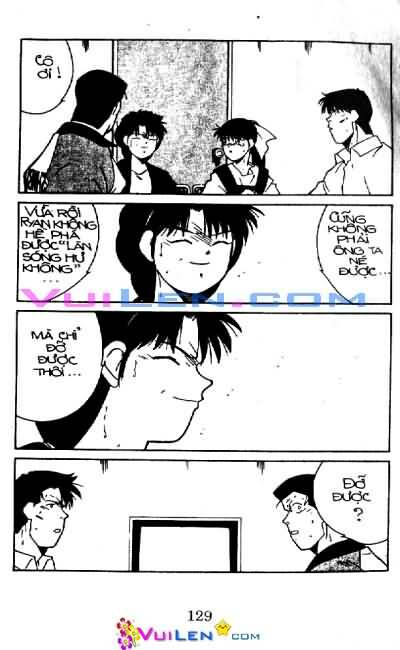 CÔ
ƠI!
VỪA RỒI
RYAN KHÔNG
HỀ PHÁ
ĐƯỢC "LÀN
SÓNG HƯ
KHÔNG"
...
CŨNG
KHÔNG
PHẢI
ÔNG TA
NÉ
ĐƯỢC...
VUILEN.COM
MÀ CHỈ
ĐỠ
ĐƯỢC
THÔI...
ĐỠ
ĐƯỢC
?
129
VUILEN.COM